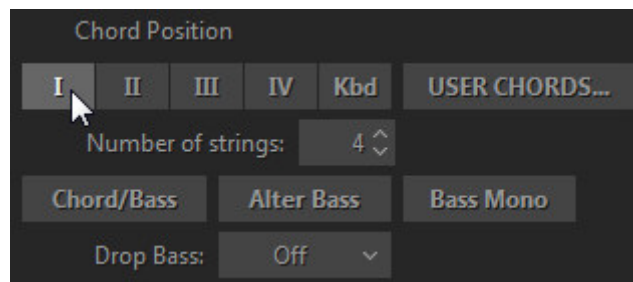 Chord Position
I II III IV Kbd USER CHORDS...
Number of strings: 4
Chord/Bass Alter Bass Bass Mono
Drop Bass: Off